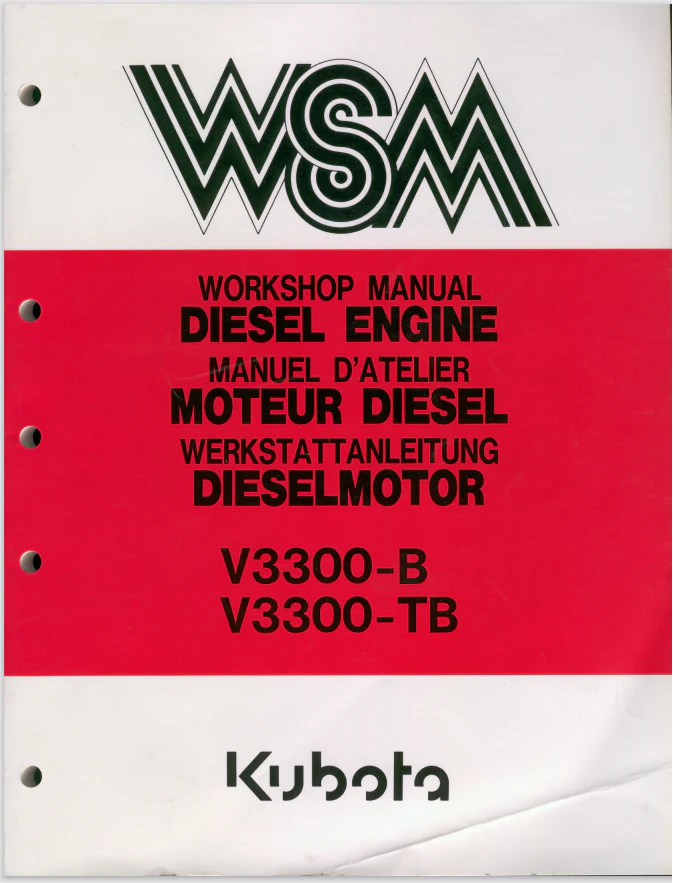 WSM
WORKSHOP MANUAL
DIESEL ENGINE
MANUEL D'ATELIER
MOTEUR DIESEL
WERKSTATTANLEITUNG
DIESELMOTOR
V3300-B
V3300-TB
Kubota